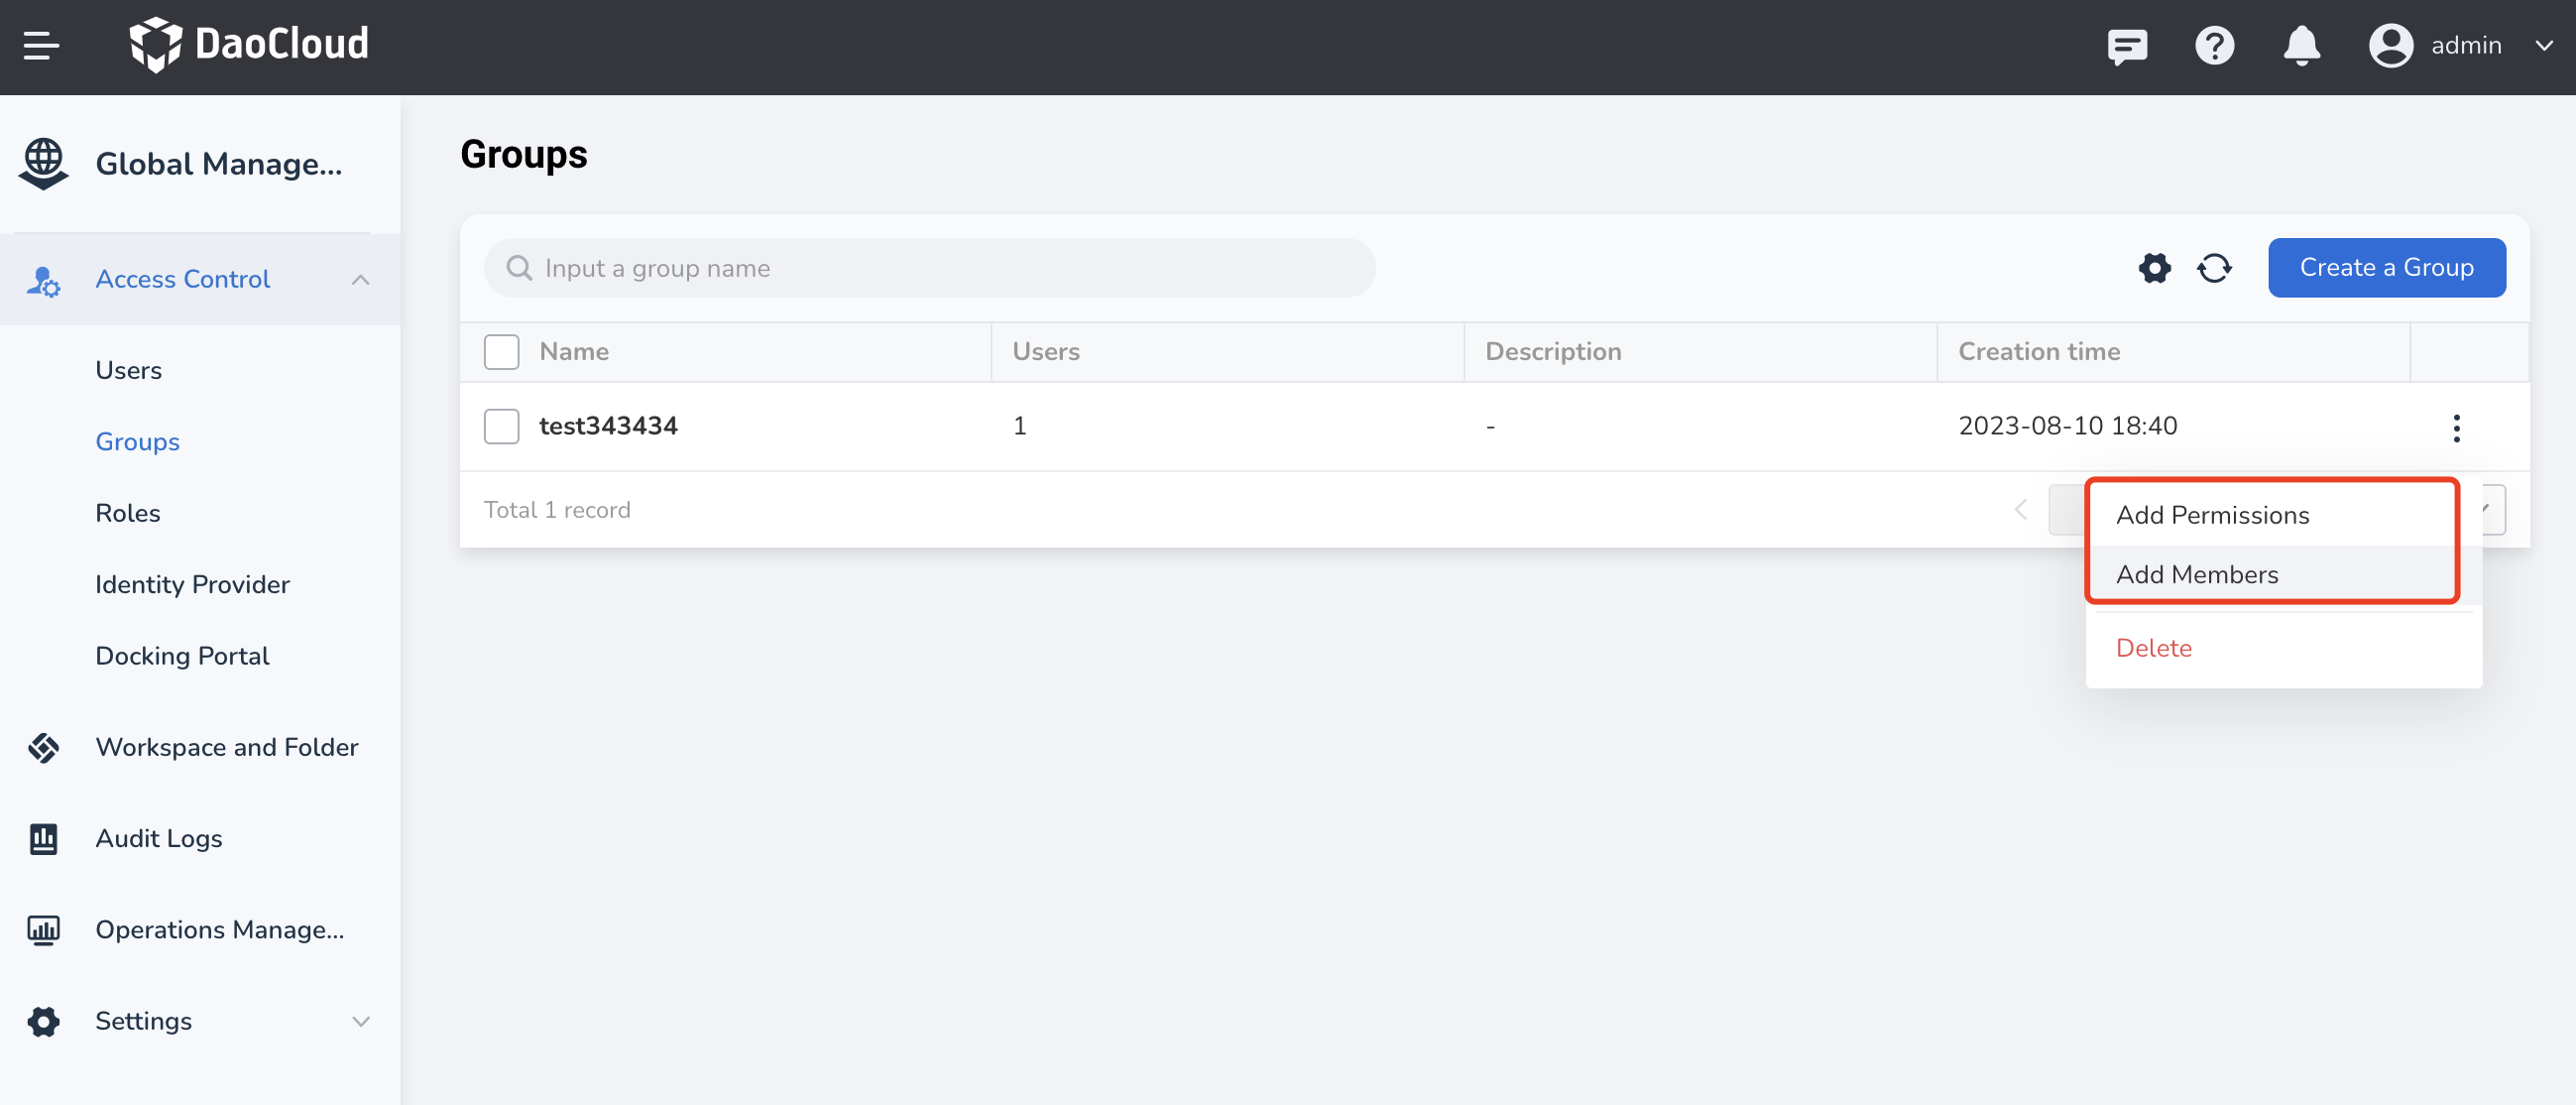 DaoCloud
admin
Global Manage...
Access Control
Users
Groups
Roles
Identity Provider
Docking Portal
Workspace and Folder
Audit Logs
Operations Manage...
Settings
Groups
Input a group name
Create a Group
Name Users Description Creation time
test343434 1 - 2023-08-10 18:40
Total 1 record
Add Permissions
Add Members
Delete